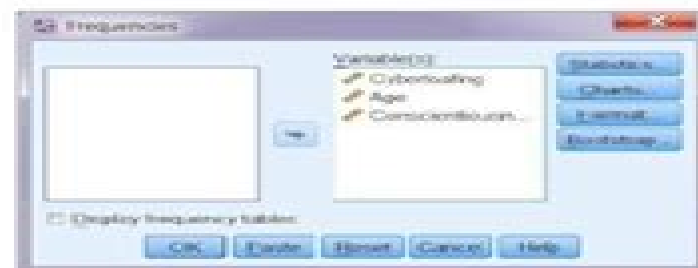 Frequencies
Variable(s):
Cyberloafing
Age
Conscientiousn...
Statistics...
Charts...
Format...
Bootstrap...
Display frequency tables
OK Paste Reset Cancel Help